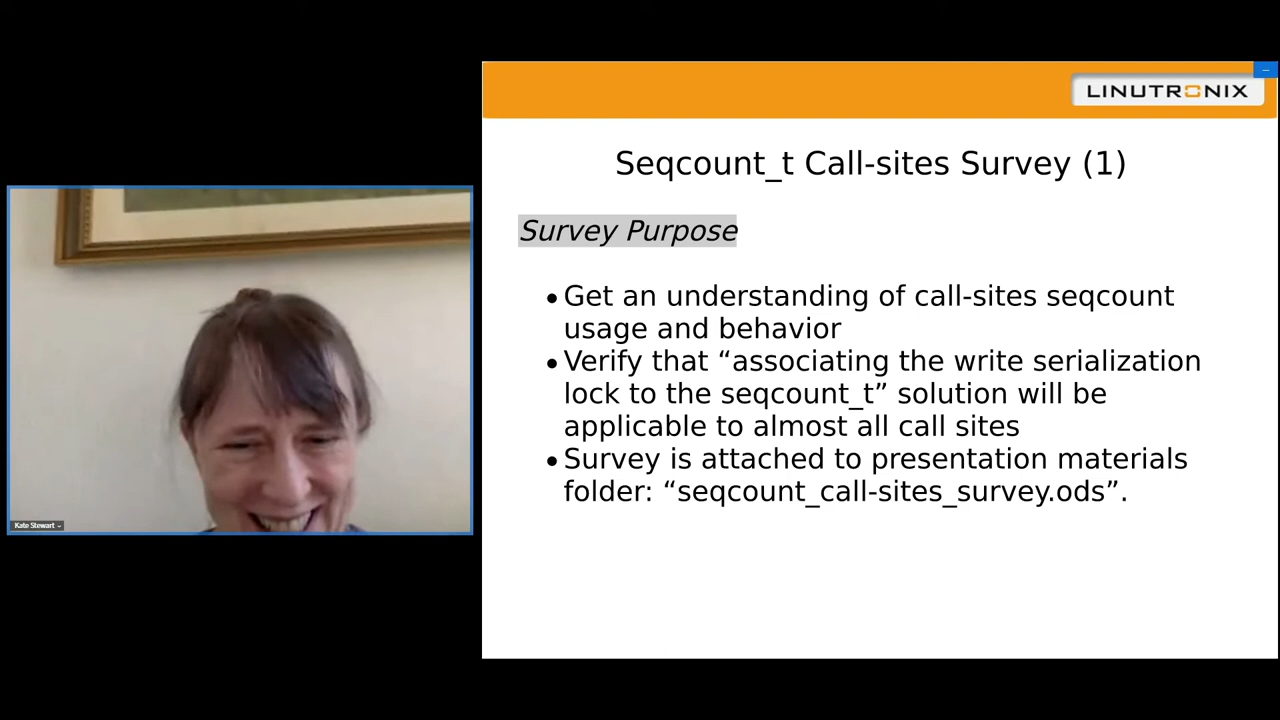 LINUTRONIX
Seqcount_t Call-sites Survey (1)
Survey Purpose
• Get an understanding of call-sites seqcount
usage and behavior
• Verify that “associating the write serialization
lock to the seqcount_t” solution will be
applicable to almost all call sites
• Survey is attached to presentation materials
folder: “seqcount_call-sites_survey.ods”.
Kate Stewart